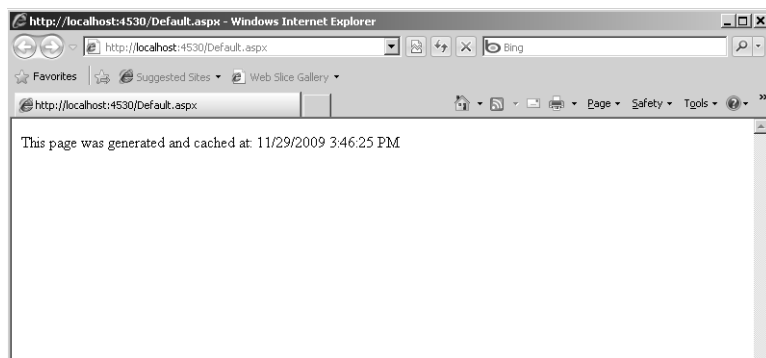 http://localhost:4530/Default.aspx - Windows Internet Explorer
http://localhost:4530/Default.aspx
Bing
Favorites Suggested Sites Web Slice Gallery
http://localhost:4530/Default.aspx
Page Safety Tools
This page was generated and cached at: 11/29/2009 3:46:25 PM